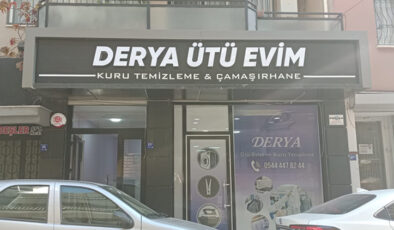 DERYA ÜTÜ EVİM
KURU TEMİZLEME & ÇAMAŞIRHANE
DERYA
0544 447 82 44